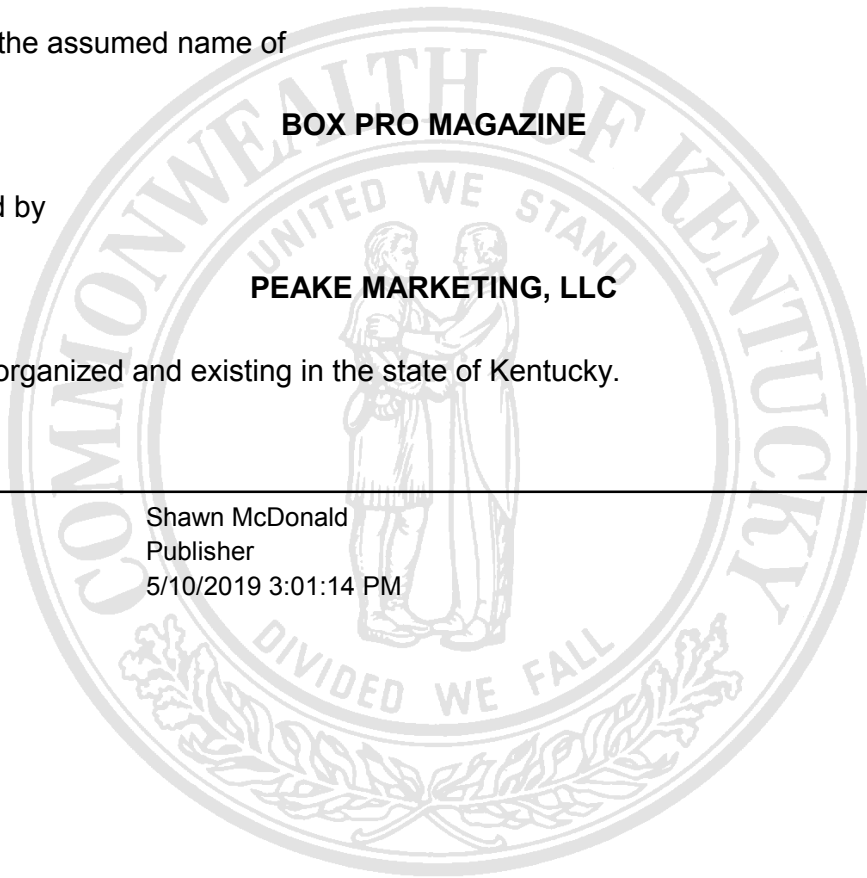 the assumed name of
BOX PRO MAGAZINE
d by
PEAKE MARKETING, LLC
organized and existing in the state of Kentucky.
Shawn McDonald
Publisher
5/10/2019 3:01:14 PM
COMMONWEALTH OF KENTUCKY
UNITED WE STAND
DIVIDED WE FALL